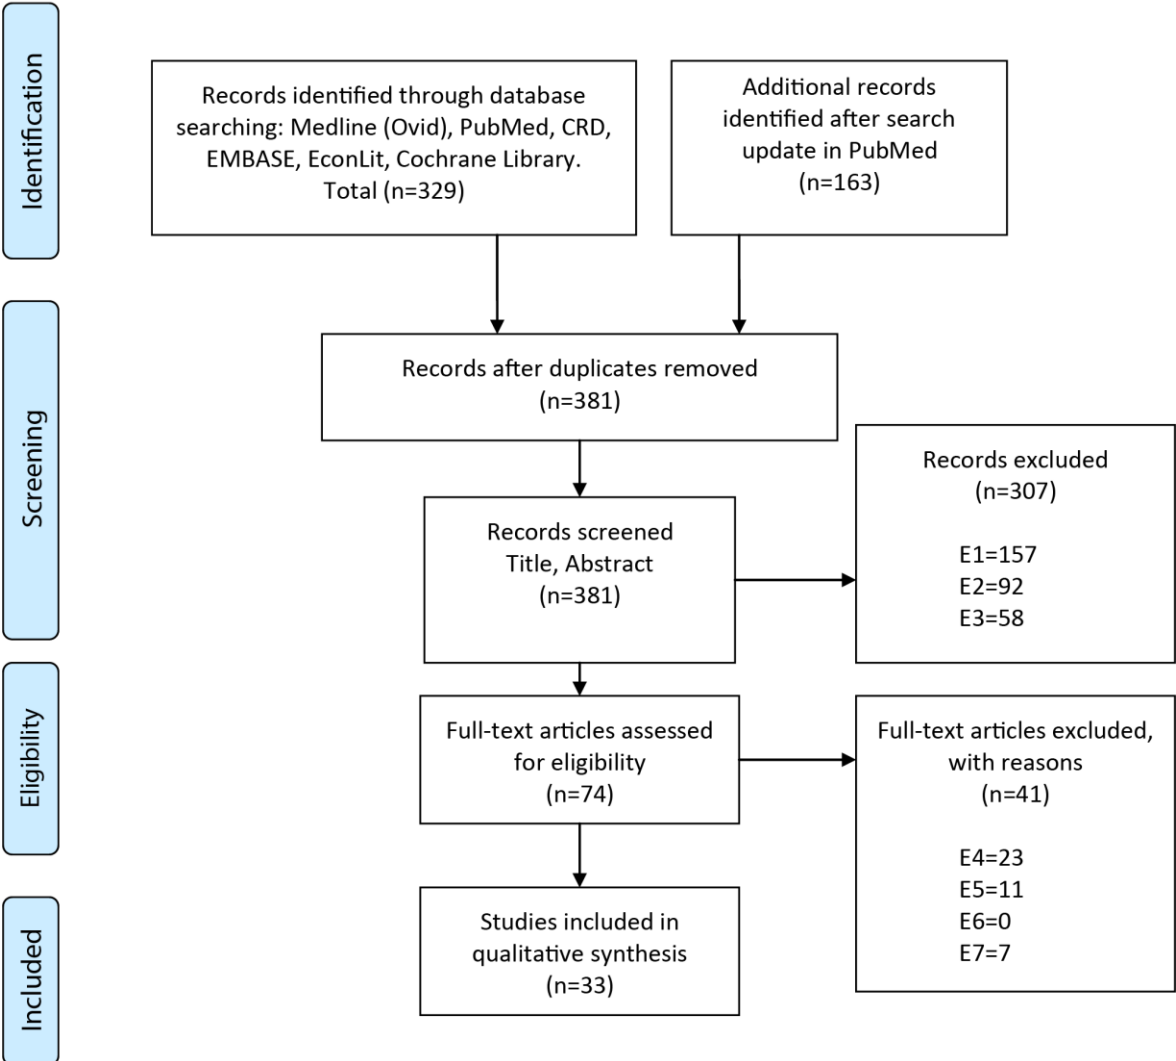 Identification
Records identified through database
searching: Medline (Ovid), PubMed, CRD,
EMBASE, EconLit, Cochrane Library.
Total (n=329)
Additional records
identified after search
update in PubMed
(n=163)
Screening
Records after duplicates removed
(n=381)
Records screened
Title, Abstract
(n=381)
Records excluded
(n=307)
E1=157
E2=92
E3=58
Eligibility
Full-text articles assessed
for eligibility
(n=74)
Full-text articles excluded,
with reasons
(n=41)
E4=23
E5=11
E6=0
E7=7
Included
Studies included in
qualitative synthesis
(n=33)